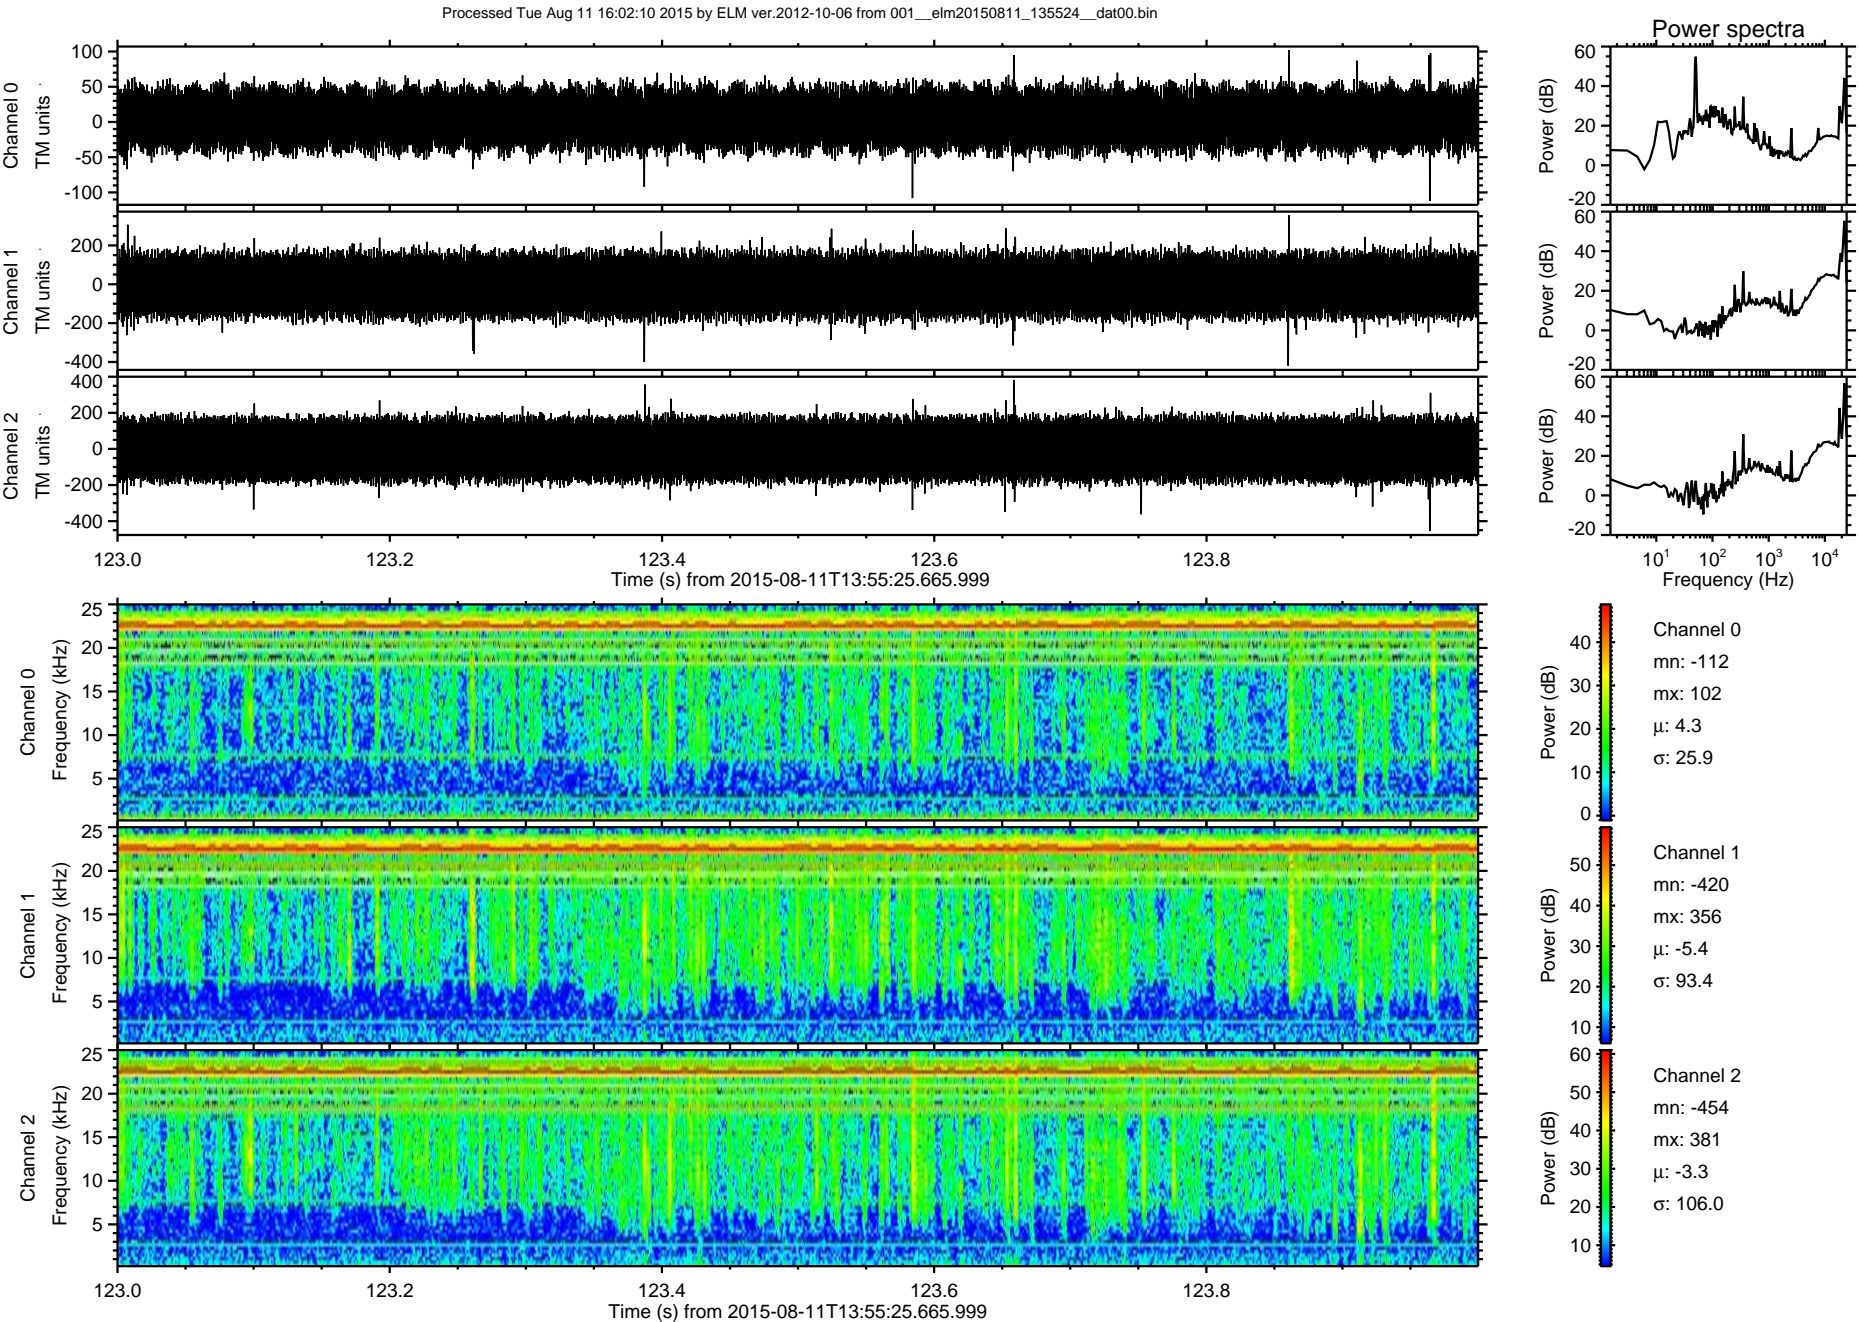 Processed Tue Aug 11 16:02:10 2015 by ELM ver.2012-10-06 from 001__elm20150811_135524__dat00.bin
Power spectra
Channel 0
TM units
100
50
0
-50
-100
Power (dB)
60
40
20
0
-20
Channel 1
TM units
200
0
-200
-400
Power (dB)
60
40
20
0
-20
Channel 2
TM units
400
200
0
-200
-400
Power (dB)
60
40
20
0
-20
123.0 123.2 123.4 123.6 123.8
Time (s) from 2015-08-11T13:55:25.665.999
10¹ 10² 10³ 10⁴
Frequency (Hz)
Channel 0
Frequency (kHz)
25
20
15
10
5
Power (dB)
40
30
20
10
0
Channel 0
mn: -112
mx: 102
μ: 4.3
σ: 25.9
Channel 1
Frequency (kHz)
25
20
15
10
5
Power (dB)
50
40
30
20
10
Channel 1
mn: -420
mx: 356
μ: -5.4
σ: 93.4
Channel 2
Frequency (kHz)
25
20
15
10
5
Power (dB)
60
50
40
30
20
10
Channel 2
mn: -454
mx: 381
μ: -3.3
σ: 106.0
123.0 123.2 123.4 123.6 123.8
Time (s) from 2015-08-11T13:55:25.665.999